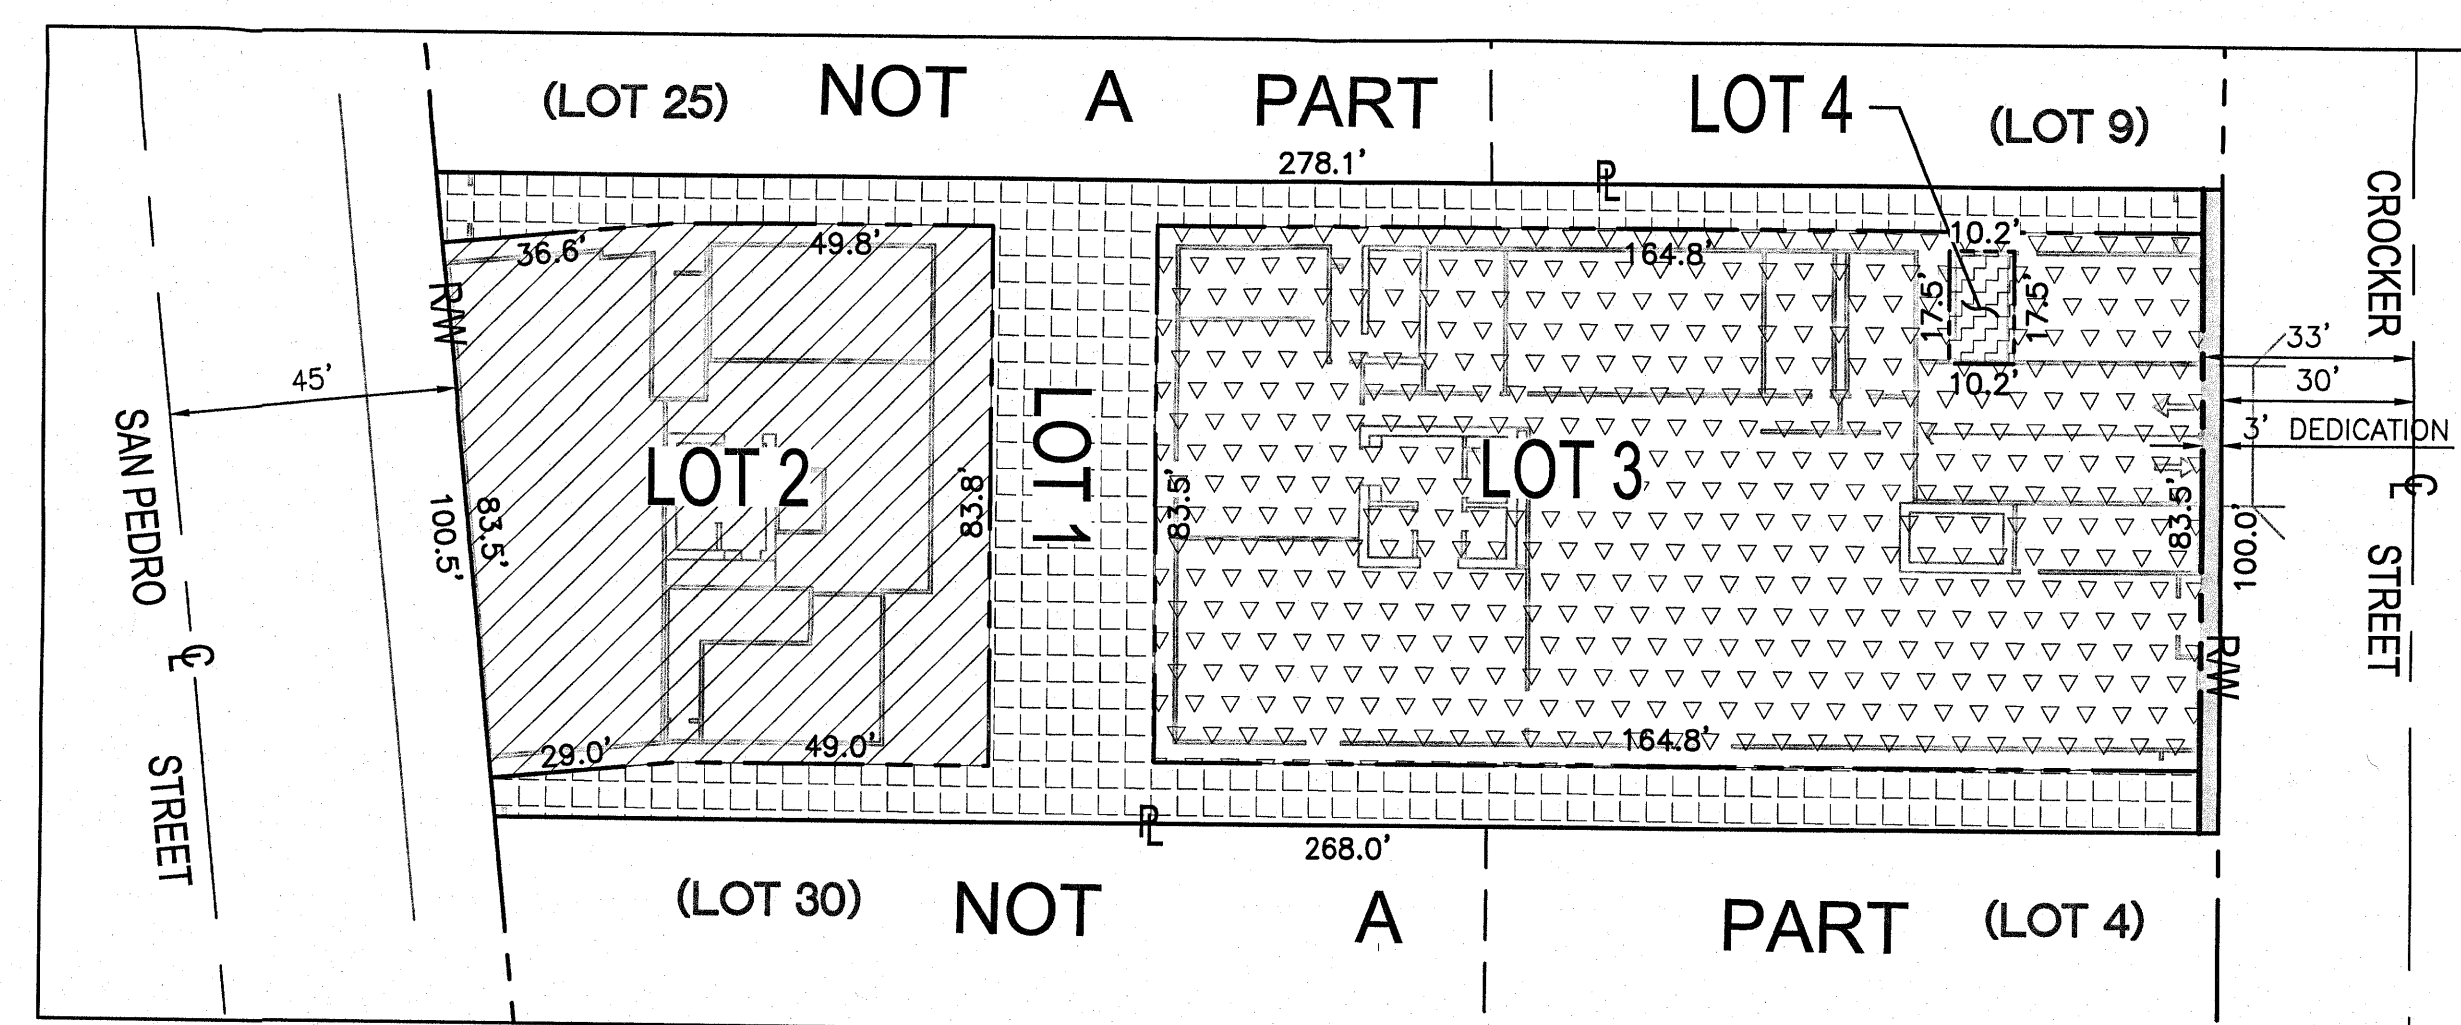 (LOT 25) NOT A PART
LOT 4
(LOT 9)
278.1'
PL
36.6'
49.8'
164.8'
10.2'
17.5'
17.5'
10.2'
R/W
45'
SAN PEDRO CL STREET
100.5'
83.5'
LOT 2
83.8'
LOT 1
83.5'
LOT 3
83.5'
100.0'
33'
30'
3' DEDICATION
CROCKER CL STREET
R/W
29.0'
49.0'
164.8'
PL
268.0'
(LOT 30) NOT A PART (LOT 4)